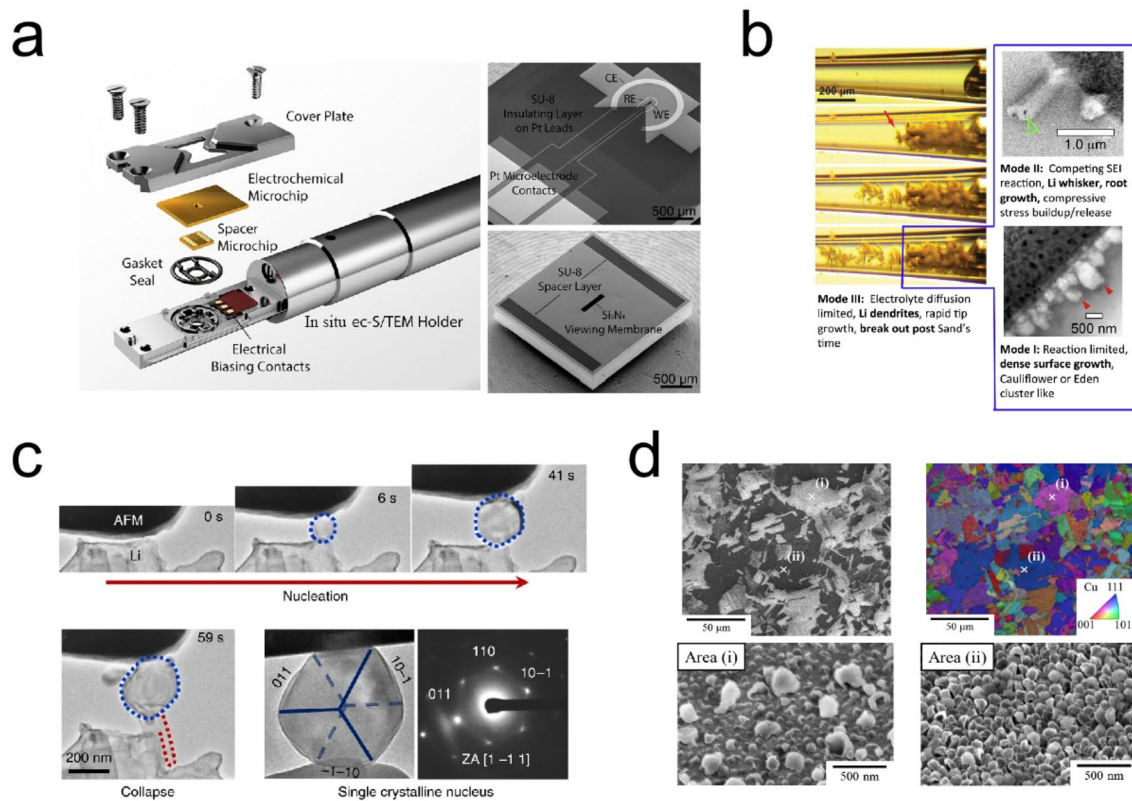 a
Cover Plate
Electrochemical
Microchip
Spacer
Microchip
Gasket
Seal
In situ ec-S/TEM Holder
Electrical
Biasing Contacts
CE
RE
WE
SU-8
Insulating Layer
on Pt Leads
Pt Microelectrode
Contacts
500 μm
SU-8
Spacer Layer
Si₃N₄
Viewing Membrane
500 μm
b
200 μm
Mode III: Electrolyte diffusion
limited, Li dendrites, rapid tip
growth, break out post Sand's
time
1.0 μm
Mode II: Competing SEI
reaction, Li whisker, root
growth, compressive
stress buildup/release
500 nm
Mode I: Reaction limited,
dense surface growth,
Cauliflower or Eden
cluster like
c
AFM
Li
0 s
6 s
41 s
Nucleation
59 s
200 nm
Collapse
011
10-1
~1-10
Single crystalline nucleus
110
10-1
011
ZA [1 -1 1]
d
(i)
(ii)
50 μm
(i)
(ii)
Cu 111
001 101
50 μm
Area (i)
500 nm
Area (ii)
500 nm